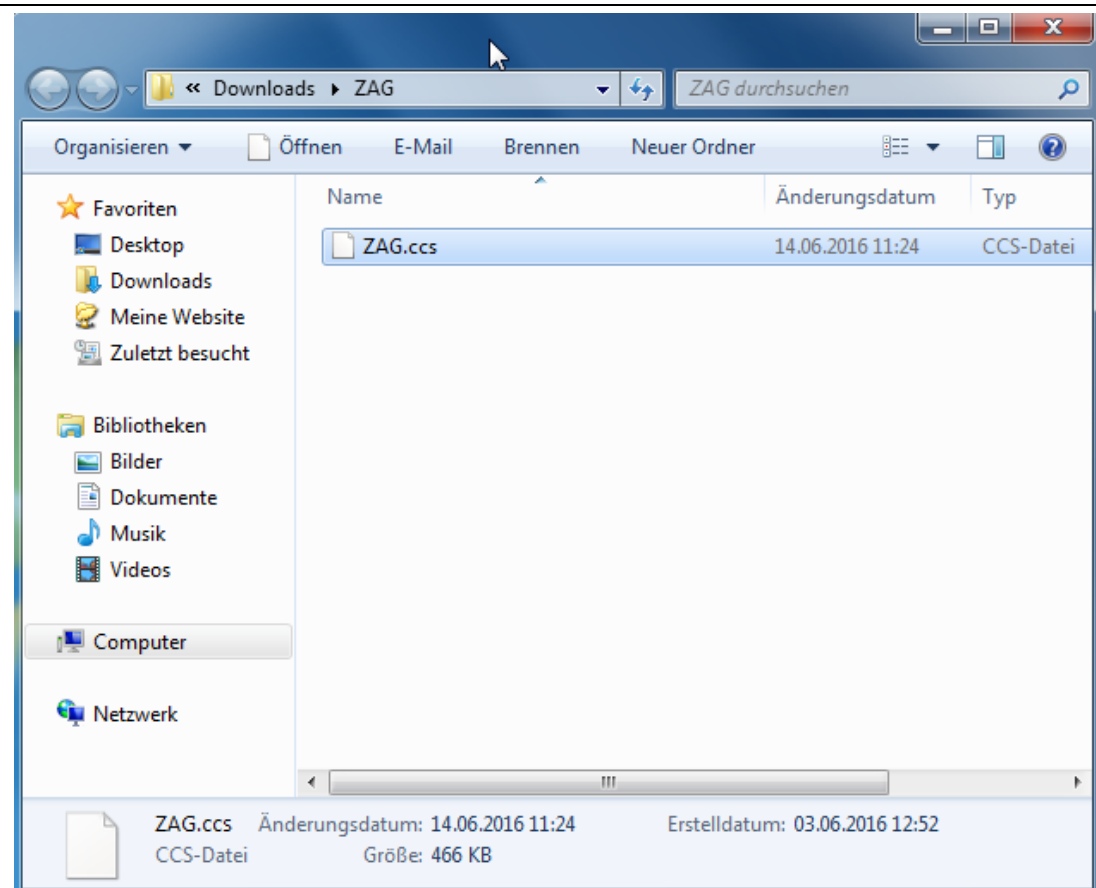 « Downloads ▸ ZAG
ZAG durchsuchen
Organisieren Öffnen E-Mail Brennen Neuer Ordner
Name Änderungsdatum Typ
ZAG.ccs 14.06.2016 11:24 CCS-Datei
Favoriten
Desktop
Downloads
Meine Website
Zuletzt besucht
Bibliotheken
Bilder
Dokumente
Musik
Videos
Computer
Netzwerk
ZAG.ccs Änderungsdatum: 14.06.2016 11:24 Erstelldatum: 03.06.2016 12:52
CCS-Datei Größe: 466 KB